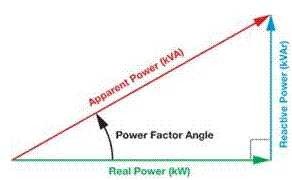 Apparent Power (kVA)
Reactive Power (kVAr)
Power Factor Angle
Real Power (kW)